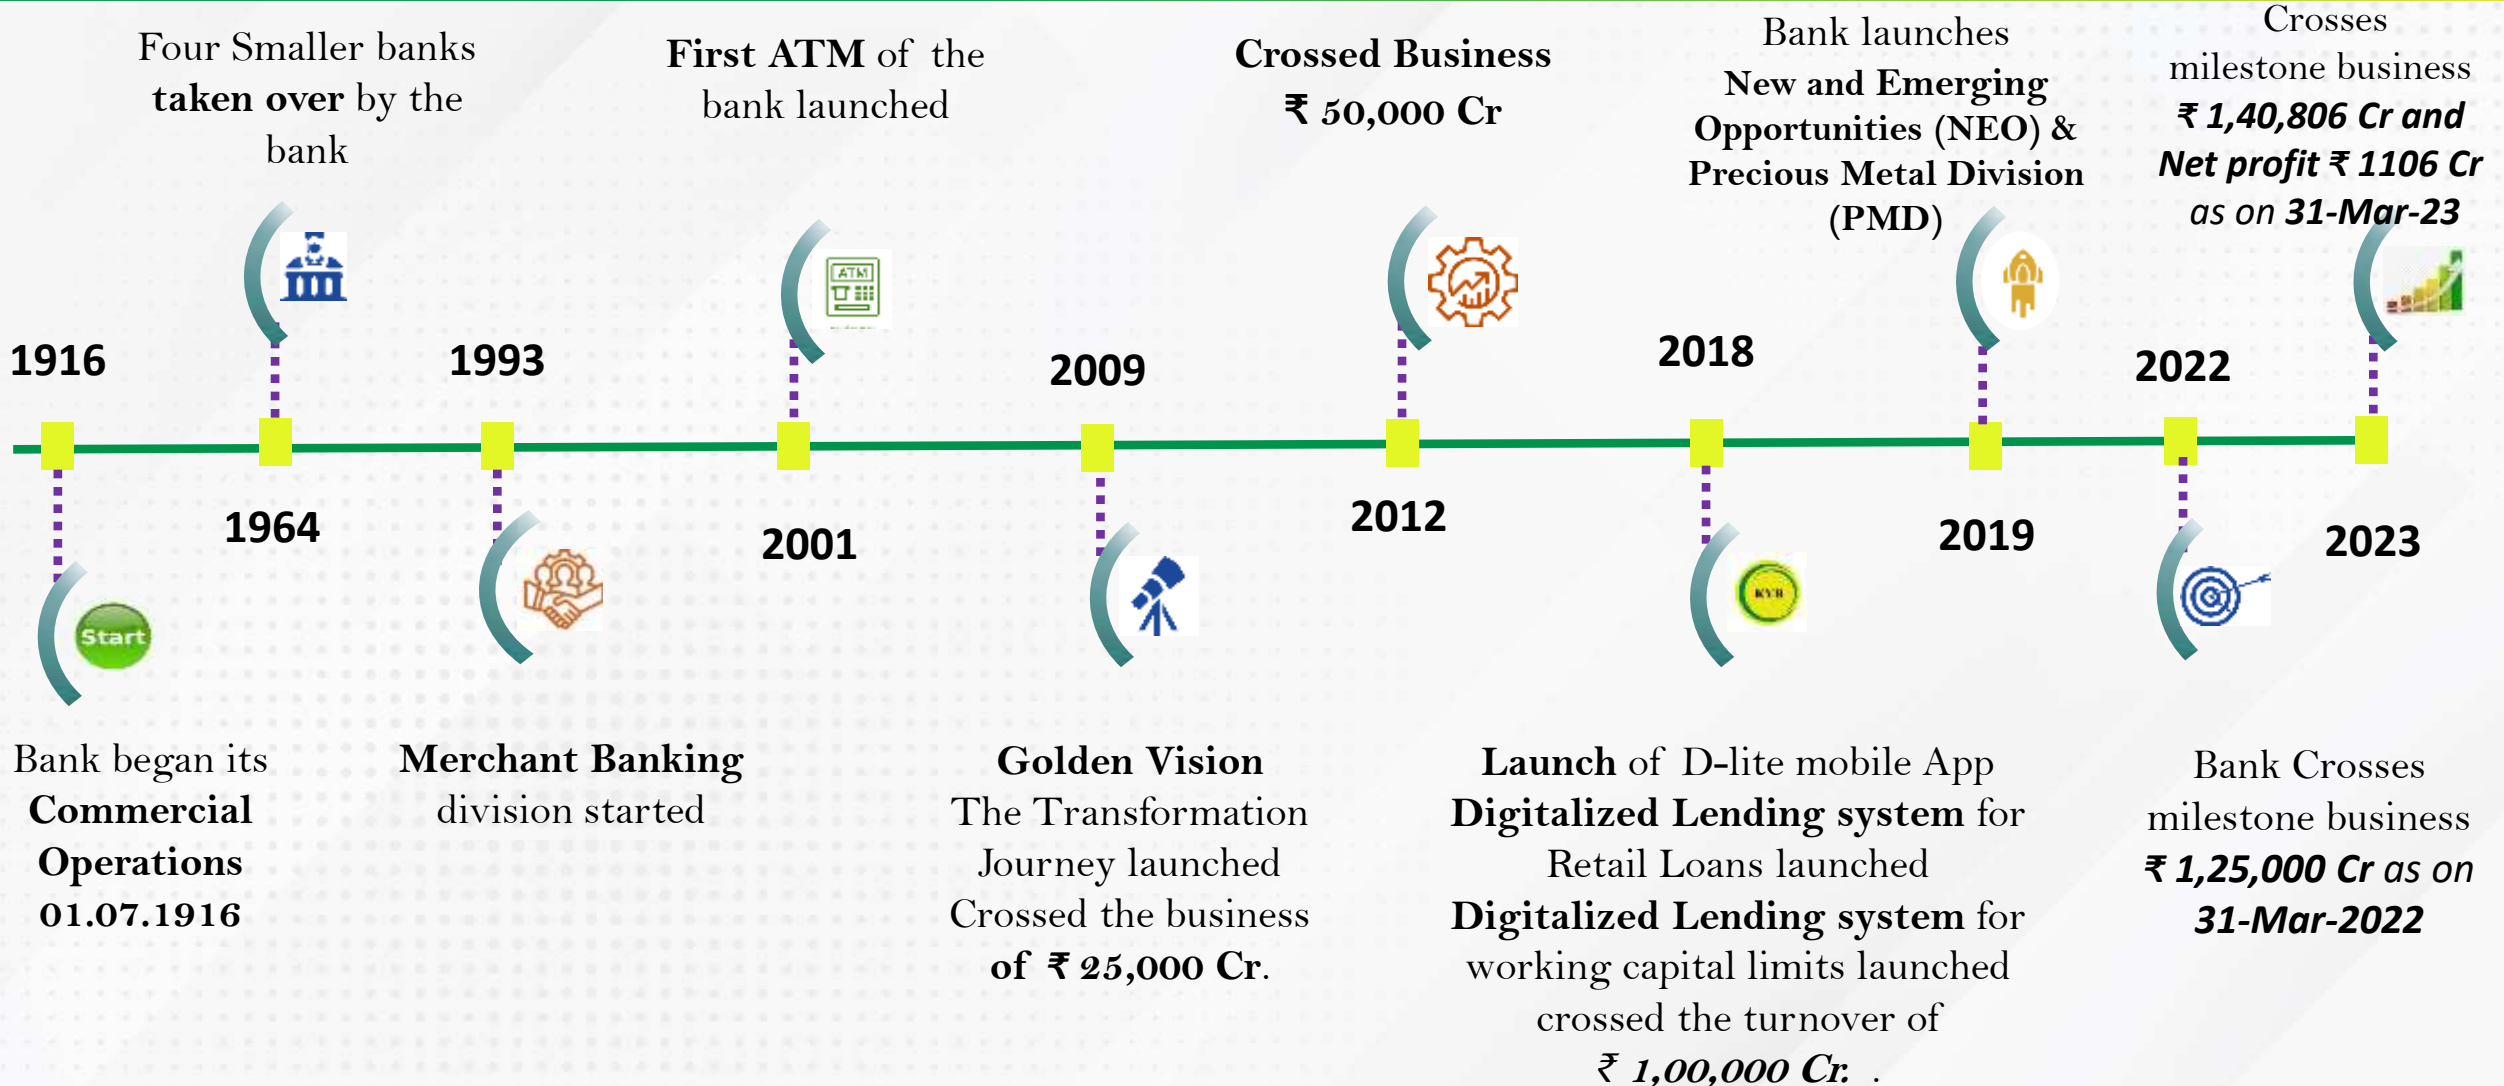 Four Smaller banks
taken over by the
bank
First ATM of the
bank launched
Crossed Business
₹ 50,000 Cr
Bank launches
New and Emerging
Opportunities (NEO) &
Precious Metal Division
(PMD)
Crosses
milestone business
₹ 1,40,806 Cr and
Net profit ₹ 1106 Cr
as on 31-Mar-23
ATM
1916
1993
2009
2018
2022
1964
2001
2012
2019
2023
Start
KYB
Bank began its
Commercial
Operations
01.07.1916
Merchant Banking
division started
Golden Vision
The Transformation
Journey launched
Crossed the business
of ₹ 25,000 Cr.
Launch of D-lite mobile App
Digitalized Lending system for
Retail Loans launched
Digitalized Lending system for
working capital limits launched
crossed the turnover of
₹ 1,00,000 Cr. .
Bank Crosses
milestone business
₹ 1,25,000 Cr as on
31-Mar-2022